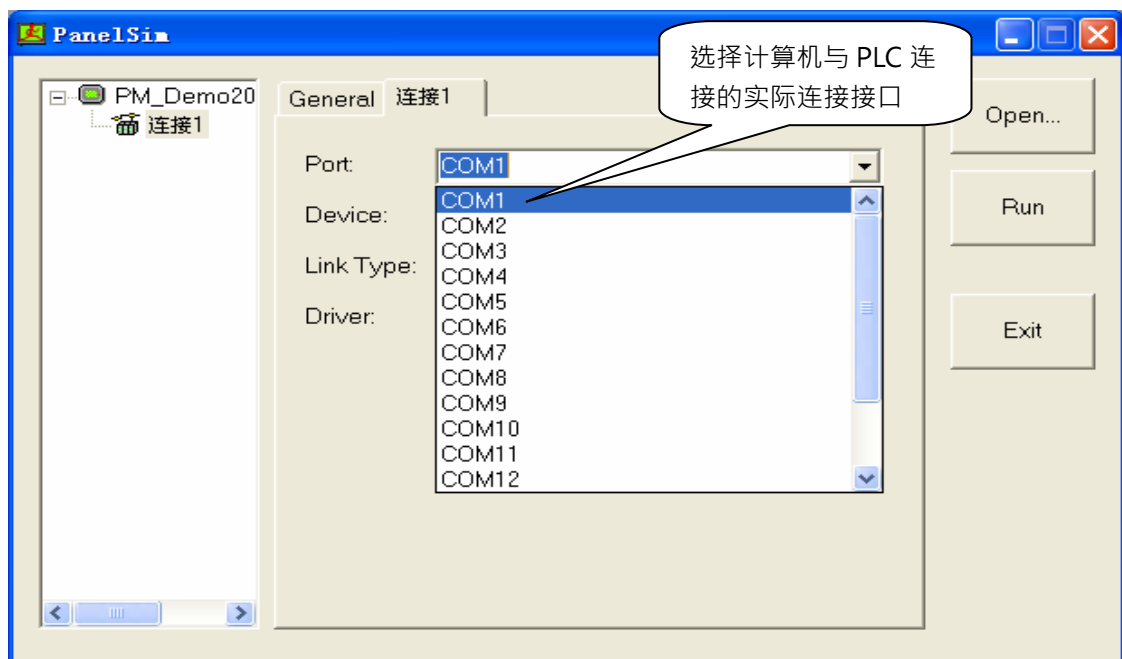 PanelSim
选择计算机与 PLC 连
接的实际连接接口
PM_Demo20
连接1
General
连接1
Open...
Port:
COM1
Device:
Link Type:
Driver:
COM1
COM2
COM3
COM4
COM5
COM6
COM7
COM8
COM9
COM10
COM11
COM12
Run
Exit